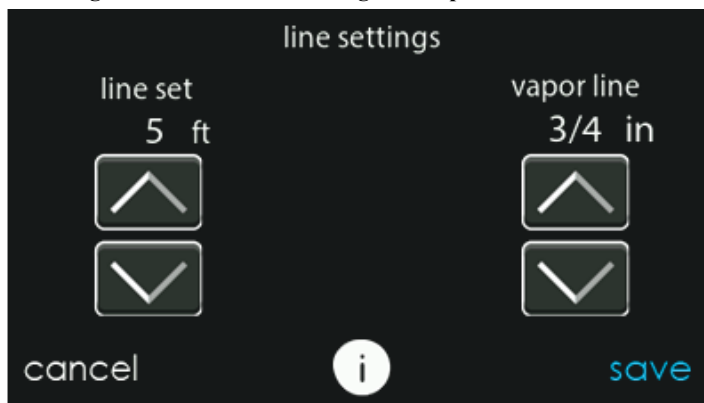 line settings
line set
5 ft
vapor line
3/4 in
cancel
i
save